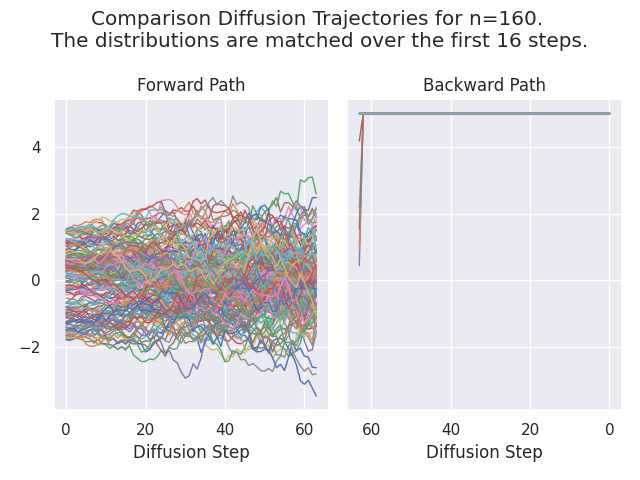 Comparison Diffusion Trajectories for n=160.
The distributions are matched over the first 16 steps.
Forward Path
Backward Path
4
2
0
−2
0 20 40 60
60 40 20 0
Diffusion Step
Diffusion Step